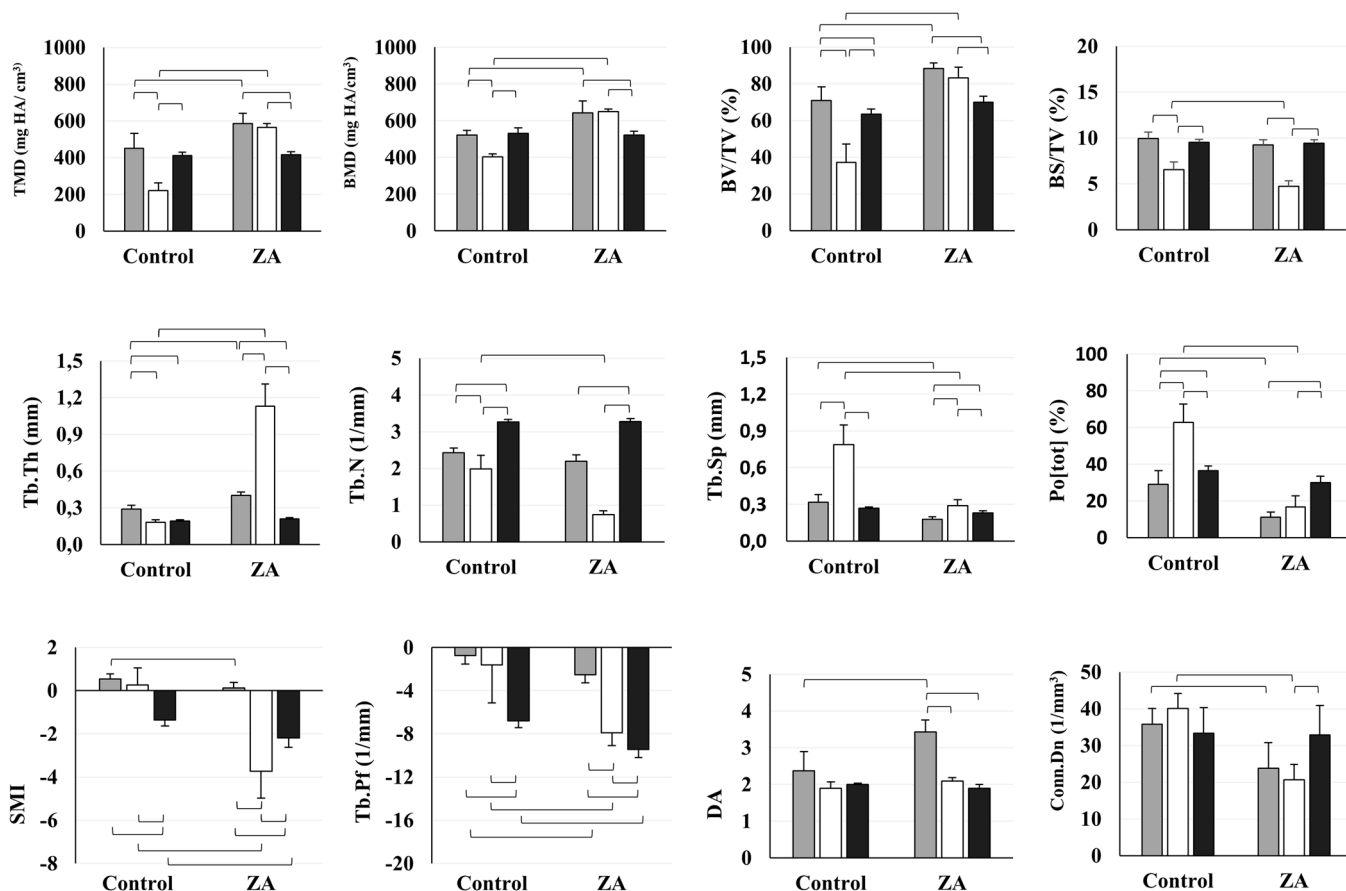 TMD (mg HA/ cm³)
1000
800
600
400
200
0
Control ZA
BMD (mg HA/cm³)
1000
800
600
400
200
0
Control ZA
BV/TV (%)
100
80
60
40
20
0
Control ZA
BS/TV (%)
20
15
10
5
0
Control ZA
Tb.Th (mm)
1,5
1,2
0,9
0,6
0,3
0,0
Control ZA
Tb.N (1/mm)
5
4
3
2
1
0
Control ZA
Tb.Sp (mm)
1,5
1,2
0,9
0,6
0,3
0,0
Control ZA
Po[tot] (%)
100
80
60
40
20
0
Control ZA
SMI
2
0
-2
-4
-6
-8
Control ZA
Tb.Pf (1/mm)
0
-4
-8
-12
-16
-20
Control ZA
DA
5
4
3
2
1
0
Control ZA
Conn.Dn (1/mm³)
50
40
30
20
10
0
Control ZA